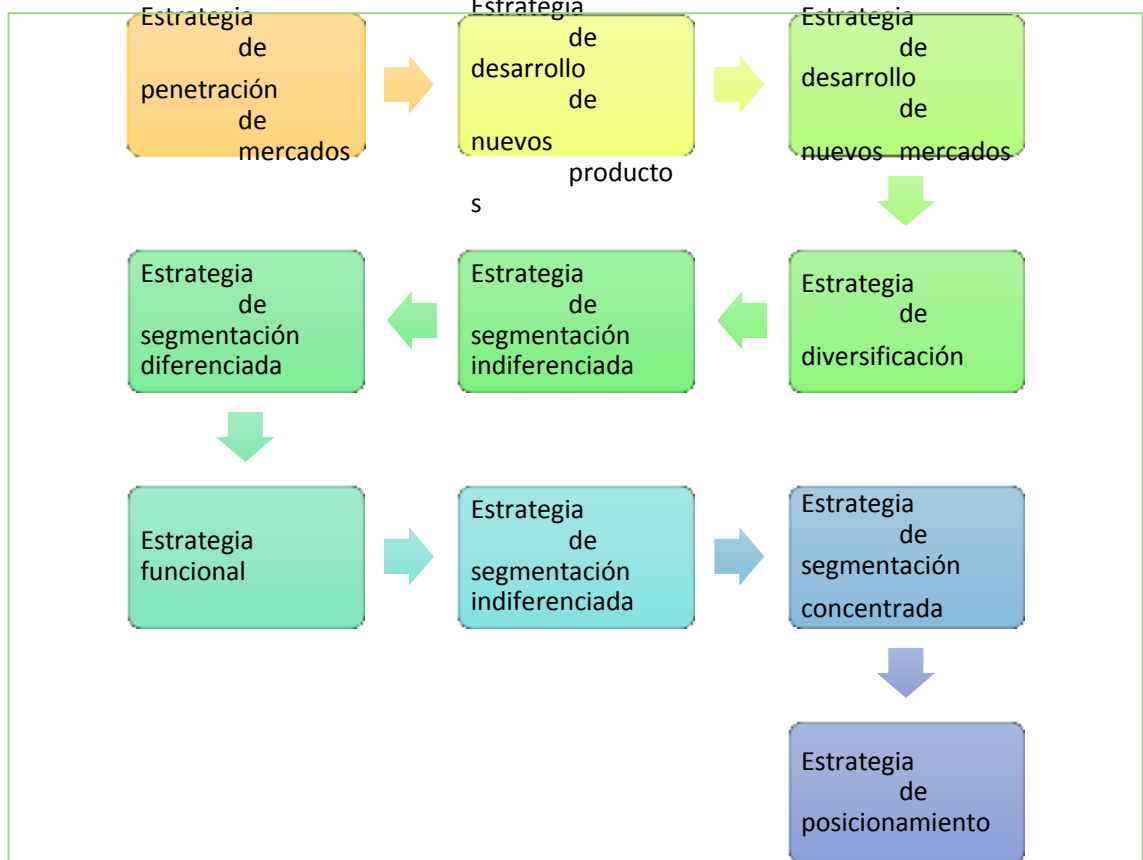 Estrategia
de
penetración
de
mercados
Estrategia
de
desarrollo
de
nuevos
producto
s
Estrategia
de
desarrollo
de
nuevos mercados
Estrategia
de
diversificación
Estrategia
de
segmentación
indiferenciada
Estrategia
de
segmentación
diferenciada
Estrategia
funcional
Estrategia
de
segmentación
indiferenciada
Estrategia
de
segmentación
concentrada
Estrategia
de
posicionamiento